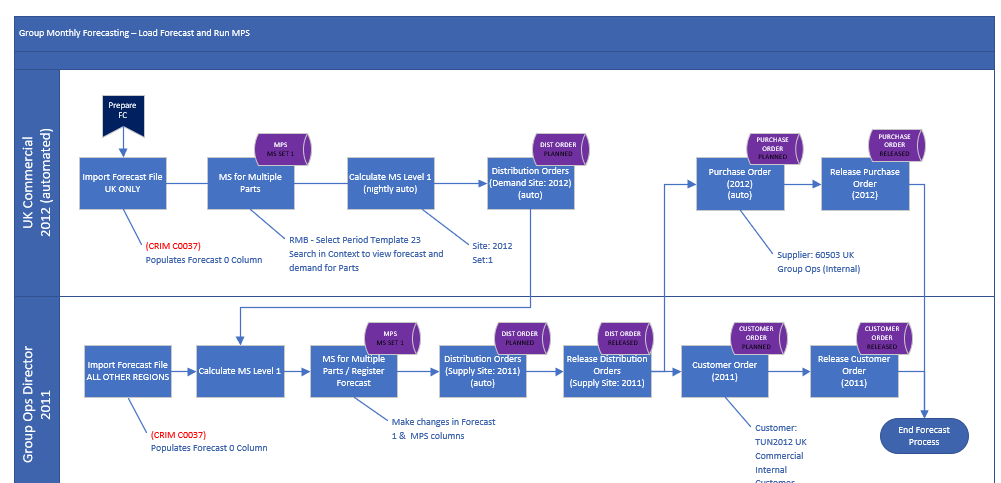 Group Monthly Forecasting – Load Forecast and Run MPS
UK Commercial
2012 (automated)
Prepare
FC
Import Forecast File
UK ONLY
(CRIM C0037)
Populates Forecast 0 Column
MPS
MS SET 1
MS for Multiple
Parts
RMB - Select Period Template 23
Search in Context to view forecast and
demand for Parts
Calculate MS Level 1
(nightly auto)
Site: 2012
Set:1
DIST ORDER
PLANNED
Distribution Orders
(Demand Site: 2012)
(auto)
PURCHASE
ORDER
PLANNED
Purchase Order
(2012)
(auto)
Supplier: 60503 UK
Group Ops (Internal)
PURCHASE
ORDER
RELEASED
Release Purchase
Order
(2012)
Group Ops Director
2011
Import Forecast File
ALL OTHER REGIONS
(CRIM C0037)
Populates Forecast 0 Column
Calculate MS Level 1
MPS
MS SET 1
MS for Multiple
Parts / Register
Forecast
Make changes in Forecast
1 & MPS columns
DIST ORDER
PLANNED
Distribution Orders
(Supply Site: 2011)
(auto)
DIST ORDER
RELEASED
Release Distribution
Orders
(Supply Site: 2011)
CUSTOMER
ORDER
PLANNED
Customer Order
(2011)
Customer:
TUN2012 UK
Commercial
Internal
Customer
CUSTOMER
ORDER
RELEASED
Release Customer
Order
(2011)
End Forecast
Process